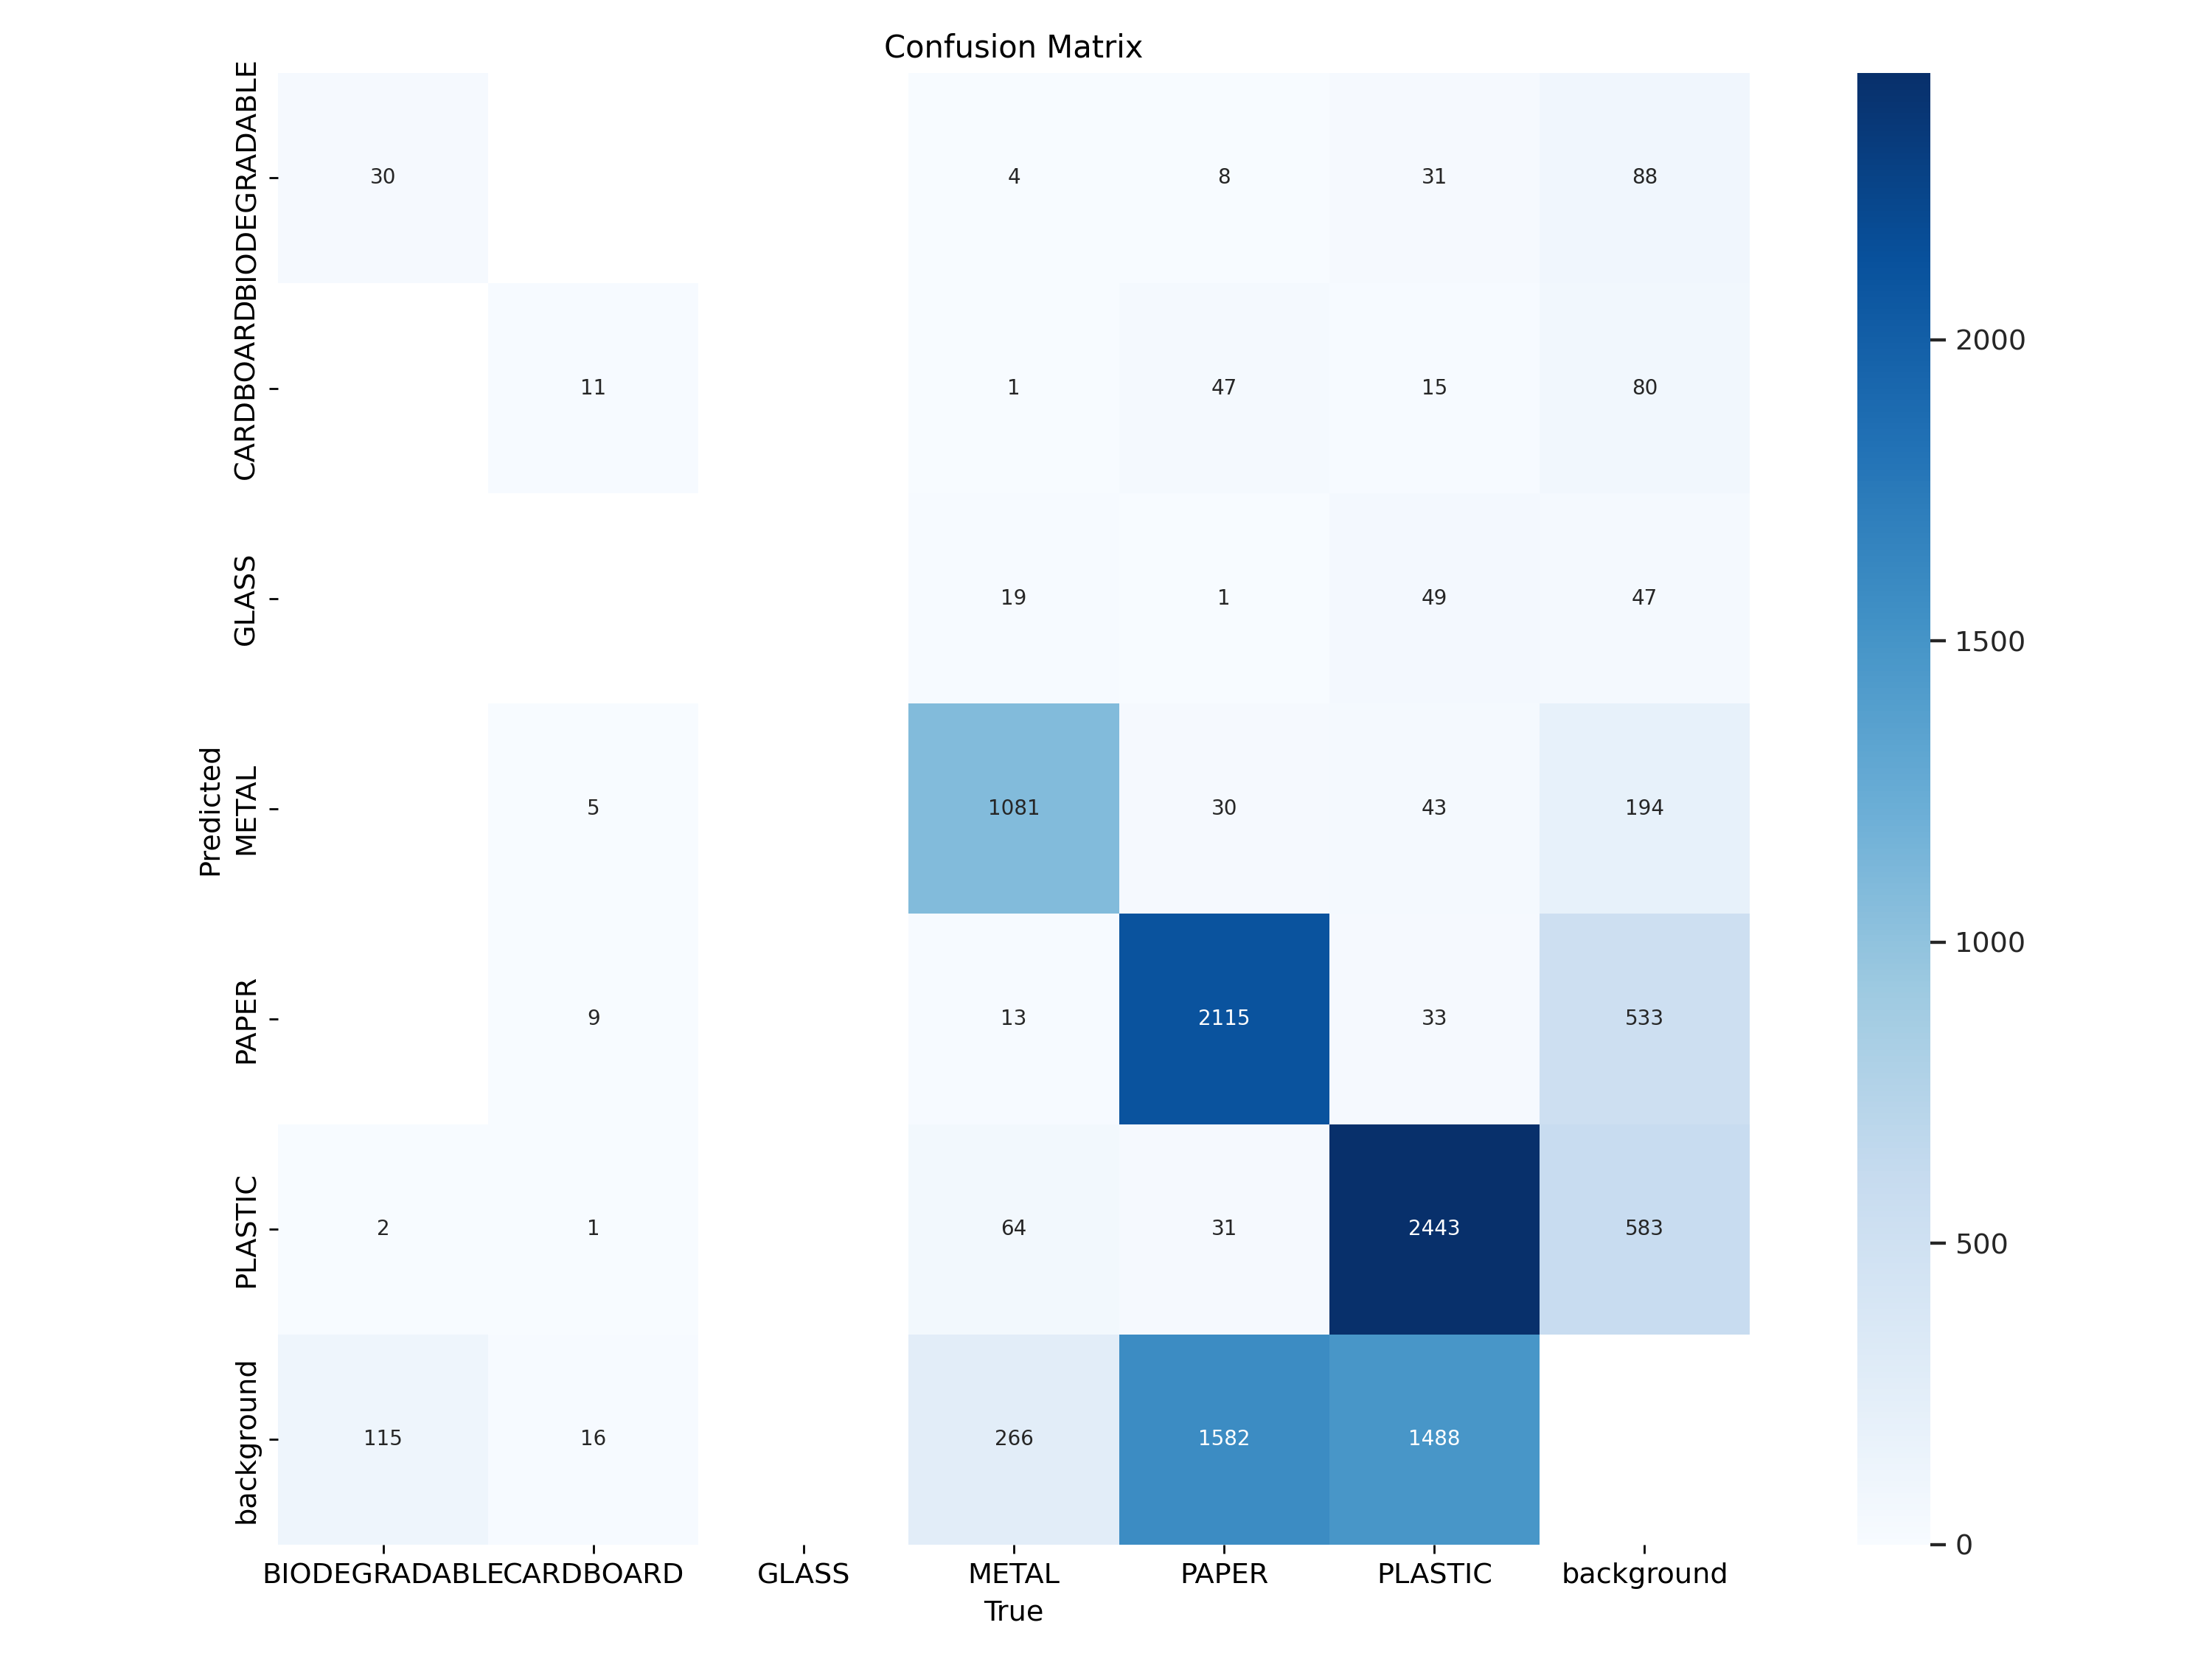 Confusion Matrix
BIODEGRADABLE
30 4 8 31 88
CARDBOARD
11 1 47 15 80
GLASS
19 1 49 47
METAL
5 1081 30 43 194
PAPER
9 13 2115 33 533
PLASTIC
2 1 64 31 2443 583
background
115 16 266 1582 1488
Predicted
BIODEGRADABLE CARDBOARD GLASS METAL PAPER PLASTIC background
True
2000
1500
1000
500
0